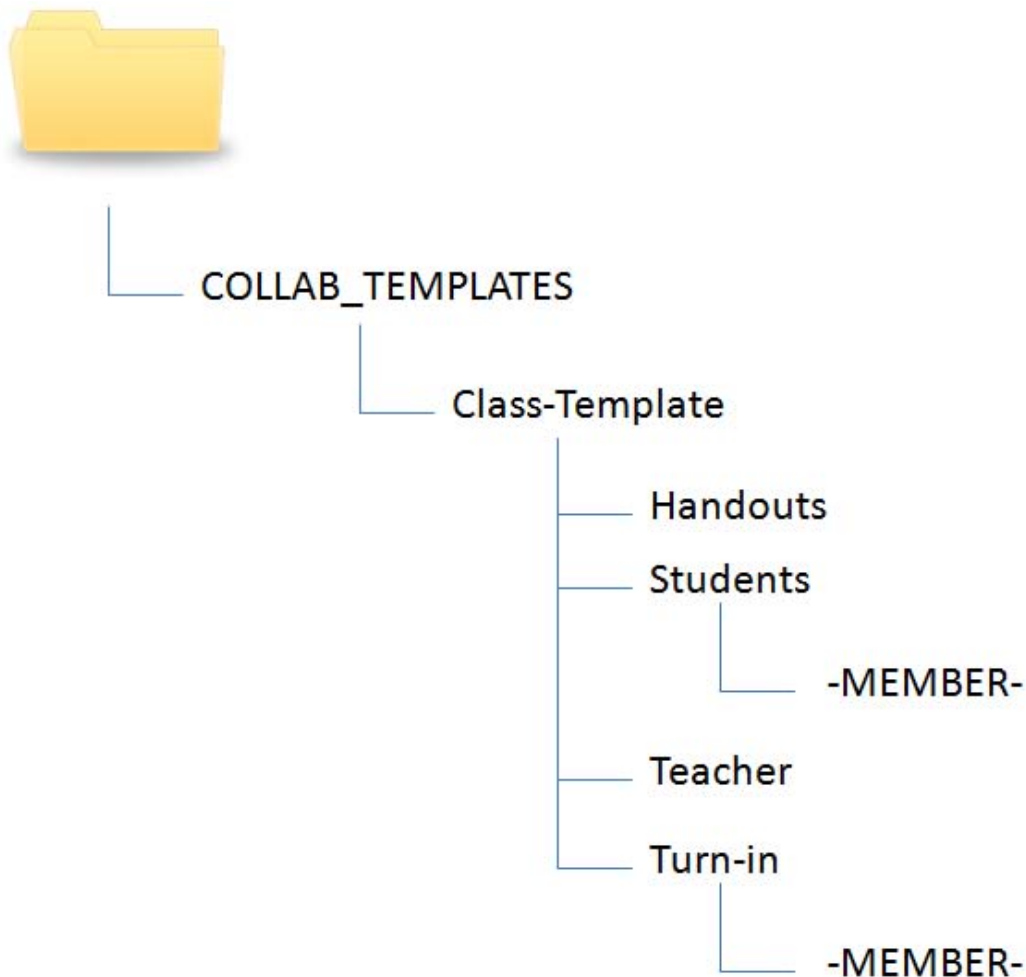 COLLAB_TEMPLATES
Class-Template
Handouts
Students
-MEMBER-
Teacher
Turn-in
-MEMBER-